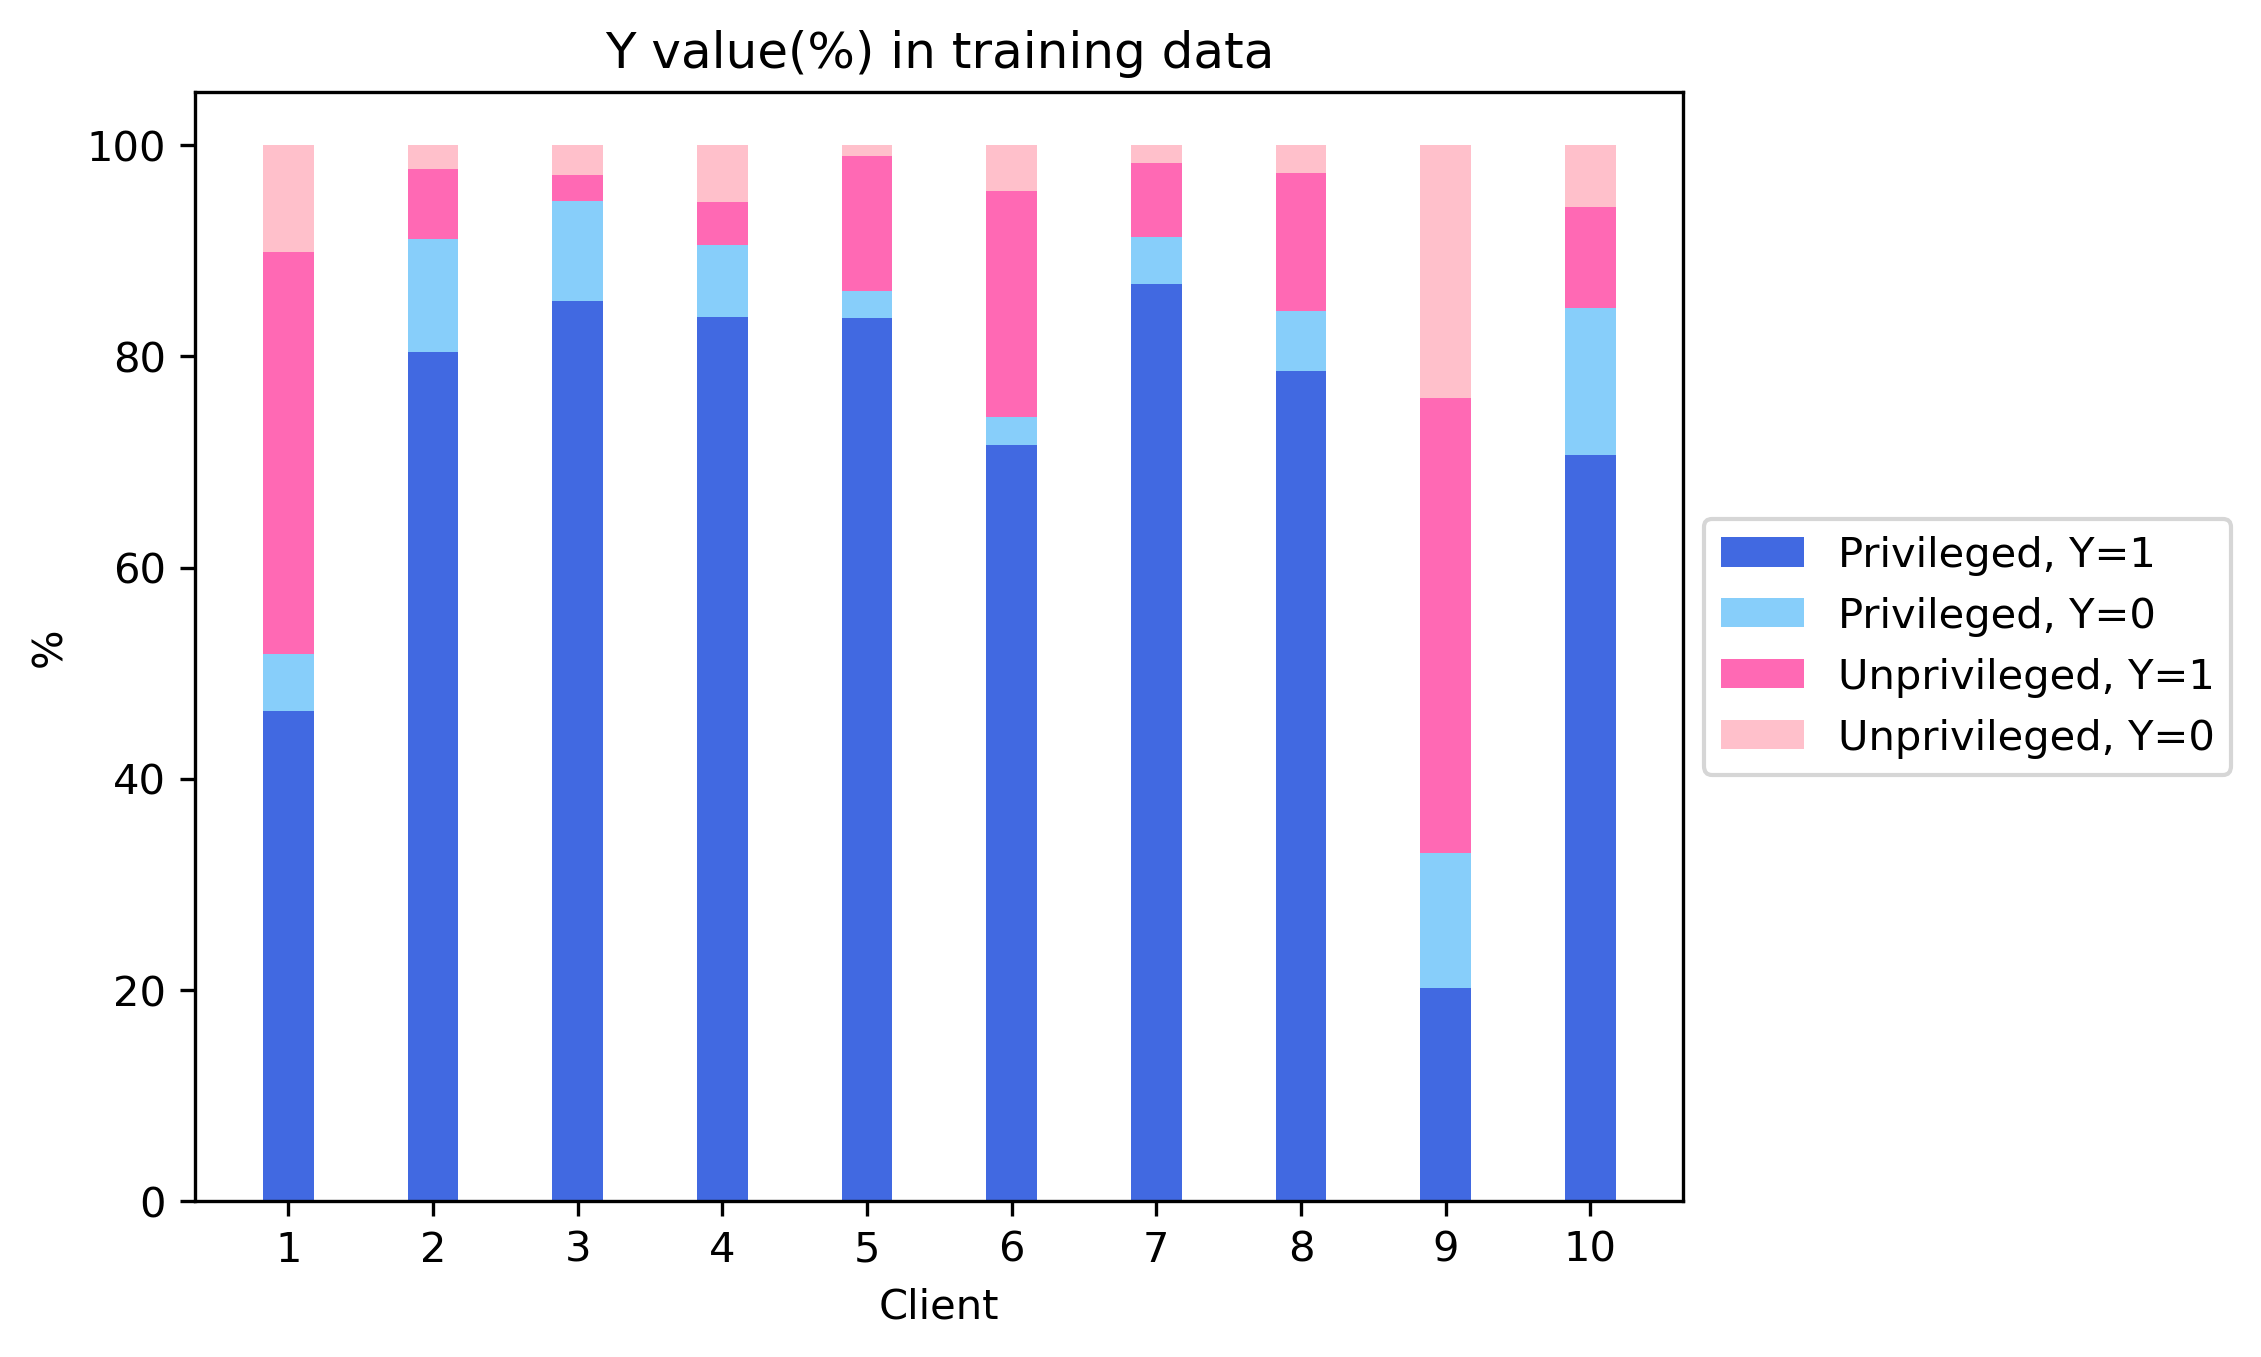 Y value(%) in training data
100
80
60
40
20
0
%
1 2 3 4 5 6 7 8 9 10
Client
Privileged, Y=1
Privileged, Y=0
Unprivileged, Y=1
Unprivileged, Y=0